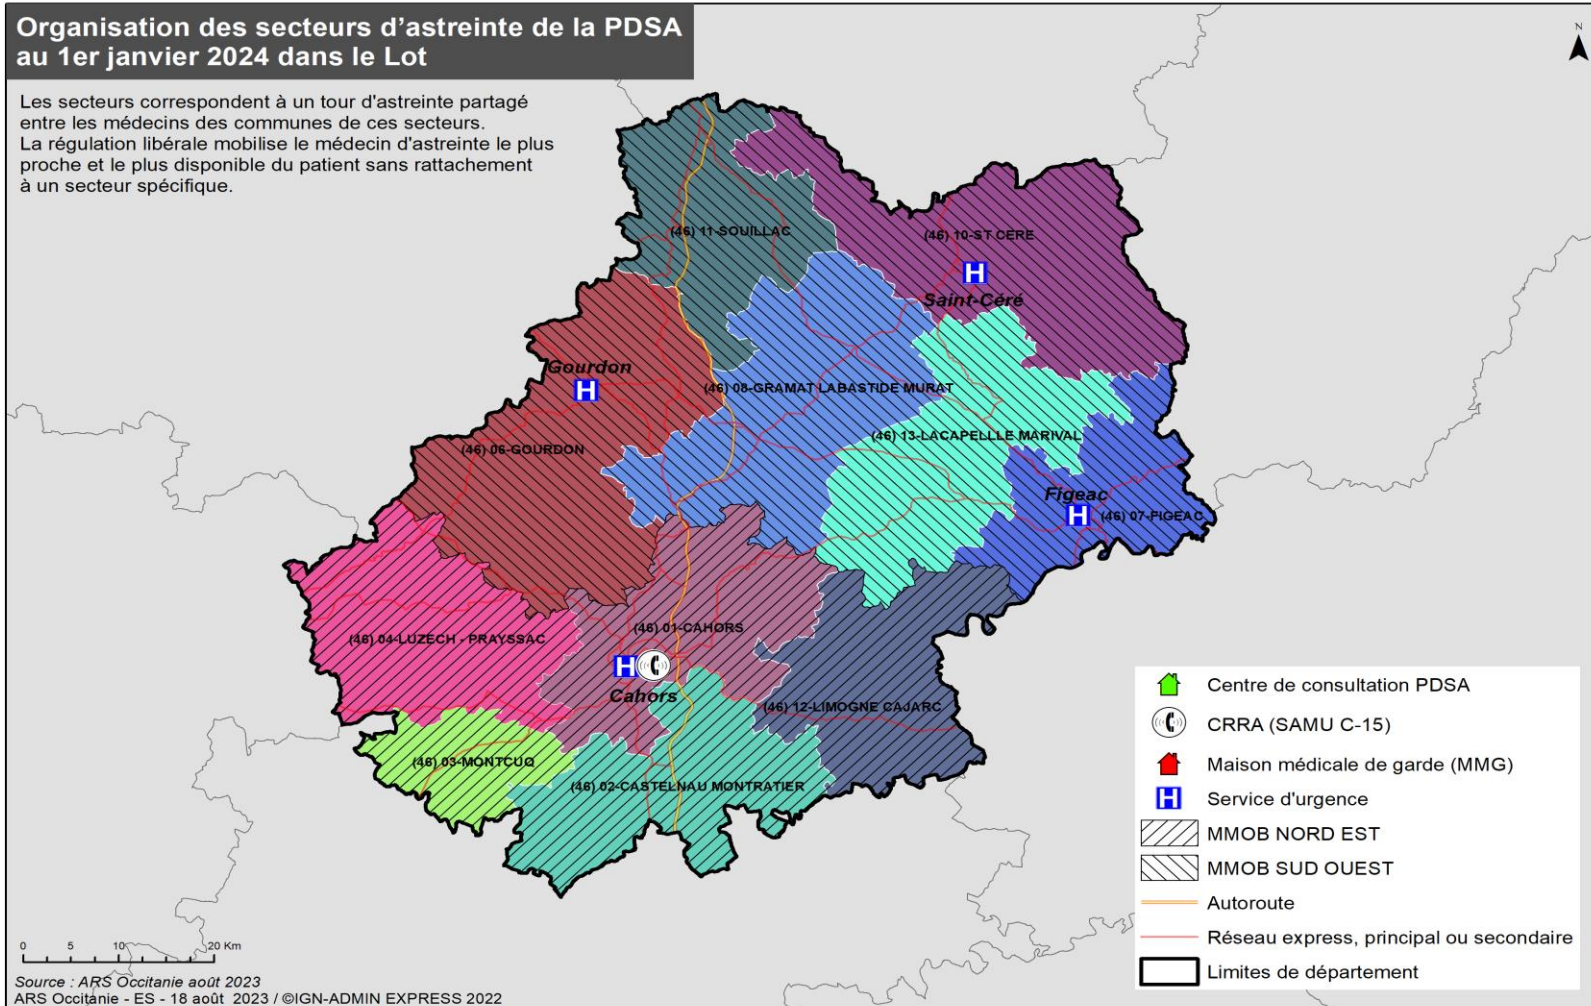 Organisation des secteurs d'astreinte de la PDSA
au 1er janvier 2024 dans le Lot
N
Les secteurs correspondent à un tour d'astreinte partagé
entre les médecins des communes de ces secteurs.
La régulation libérale mobilise le médecin d'astreinte le plus
proche et le plus disponible du patient sans rattachement
à un secteur spécifique.
(46) 11-SOUILLAC
(46) 10-ST CERE
H
Saint-Céré
Gourdon
H
(46) 08-GRAMAT LABASTIDE MURAT
(46) 13-LACAPELLLE MARIVAL
(46) 06-GOURDON
Figeac
H
(46) 07-FIGEAC
(46) 04-LUZECH - PRAYSSAC
(46) 01-CAHORS
H
Cahors
(46) 12-LIMOGNE CAJARC
(46) 03-MONTCUQ
(46) 02-CASTELNAU MONTRATIER
Centre de consultation PDSA
CRRA (SAMU C-15)
Maison médicale de garde (MMG)
H Service d'urgence
MMOB NORD EST
MMOB SUD OUEST
Autoroute
Réseau express, principal ou secondaire
Limites de département
0 5 10 20 Km
Source : ARS Occitanie août 2023
ARS Occitanie - ES - 18 août 2023 / ©IGN-ADMIN EXPRESS 2022